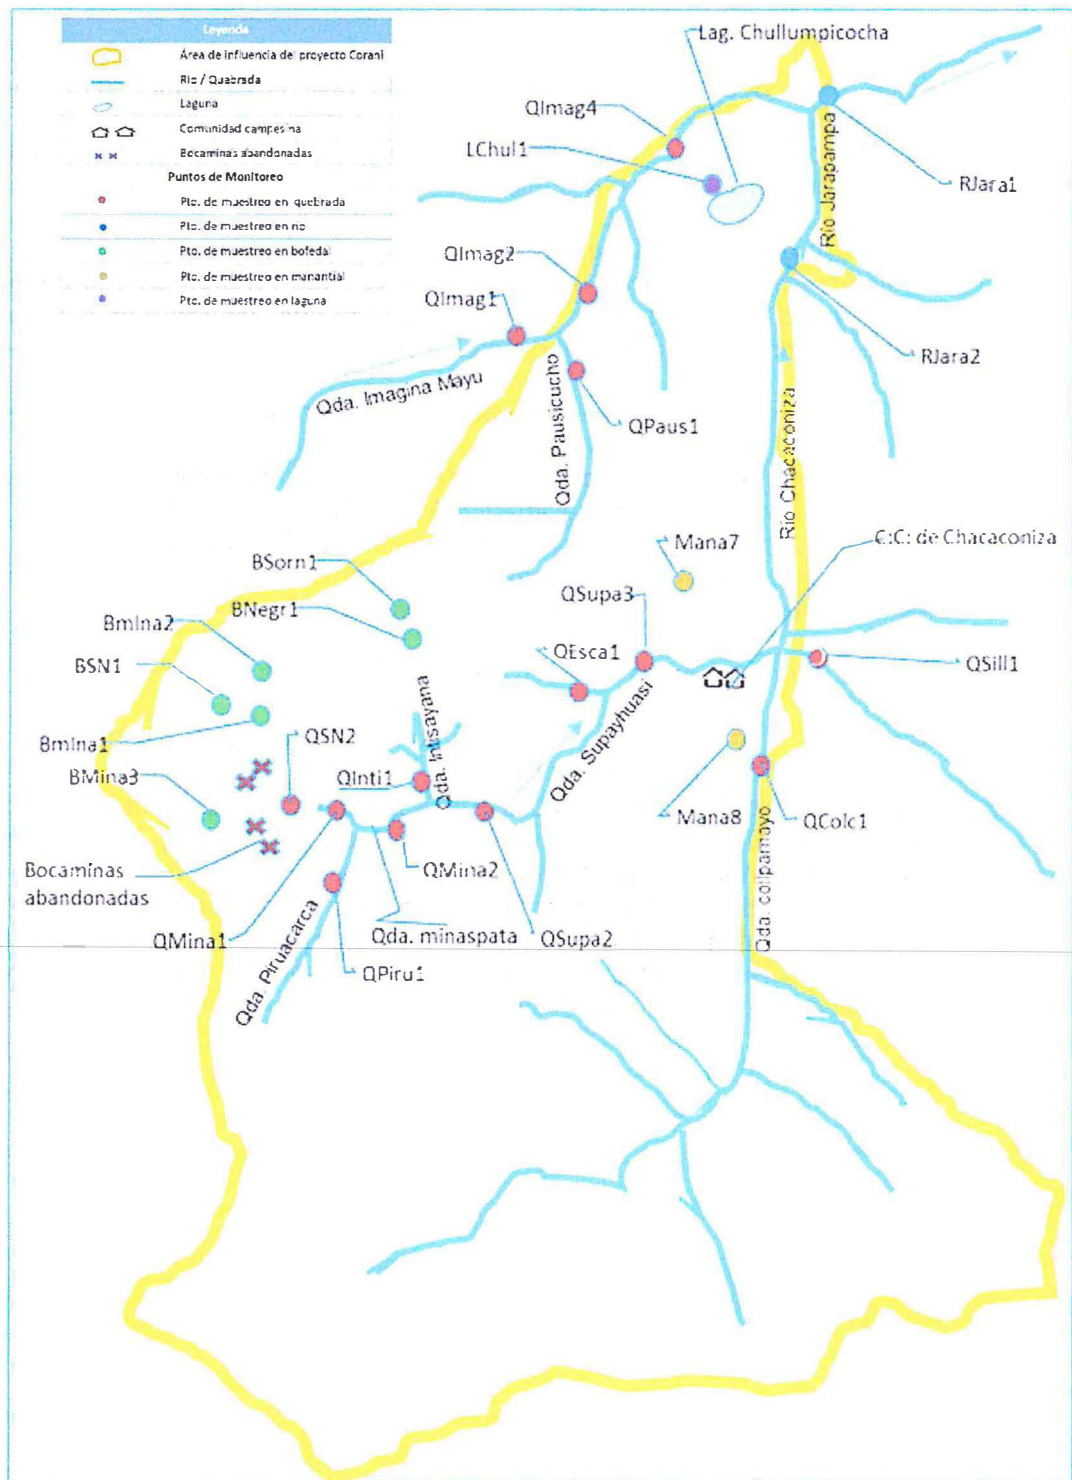 Leyenda
Área de influencia del proyecto Corani
Río / Quebrada
Laguna
Comunidad campesina
Bocaminas abandonadas
Puntos de Monitoreo
Pto. de muestreo en quebrada
Pto. de muestreo en río
Pto. de muestreo en bofedal
Pto. de muestreo en manantial
Pto. de muestreo en laguna
Lag. Chullumpicocha
QImag4
LChul1
RJara1
Río Jarapampa
QImag2
QImag1
RJara2
Qda. Imagina Mayu
Qda. Pausicucho
QPaus1
Río Chacaconiza
C:C: de Chacaconiza
Mana7
BSorn1
QSupa3
BNegr1
BmIna2
QEsca1
BSN1
QSill1
BmIna1
QSN2
Qda. Supayhuasi
BMina3
QInti1
Mana8
QColc1
Bocaminas
abandonadas
QMina2
Qda. collpamayo
QMina1
Qda. minaspata
QSupa2
Qda. Piruacarca
QPiru1